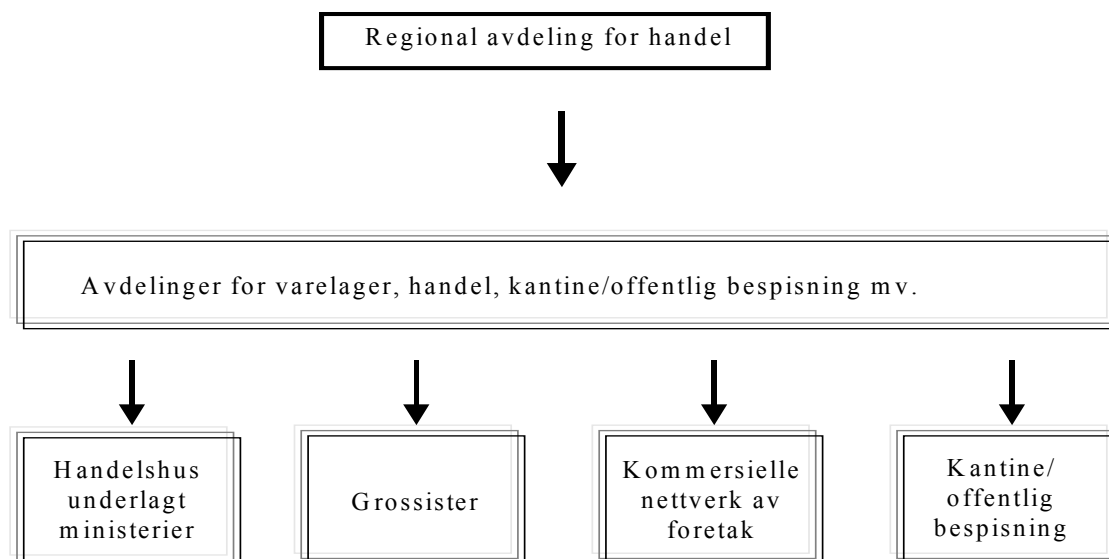 Regional avdeling for handel
Avdelinger for varelager, handel, kantine/offentlig bespisning mv.
Handelshus
underlagt
ministerier
Grossister
Kommersielle
nettverk av
foretak
Kantine/
offentlig
bespisning